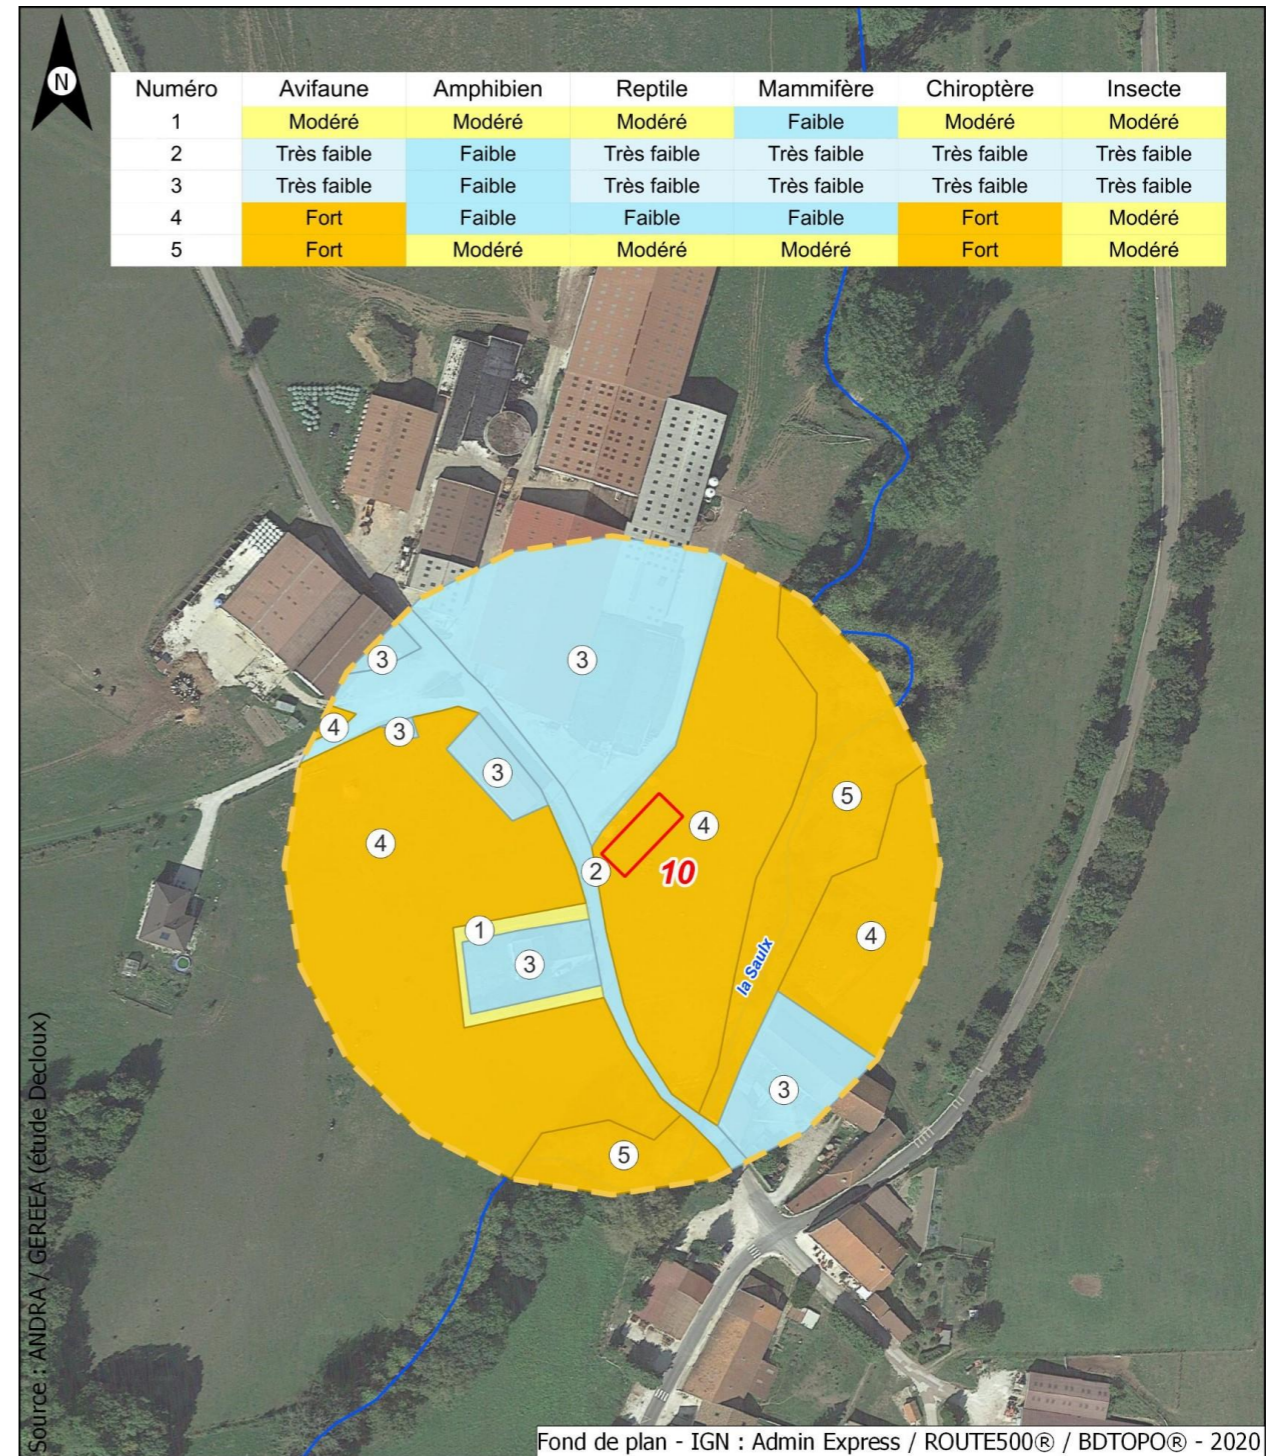 N
Numéro Avifaune Amphibien Reptile Mammifère Chiroptère Insecte
1 Modéré Modéré Modéré Faible Modéré Modéré
2 Très faible Faible Très faible Très faible Très faible Très faible
3 Très faible Faible Très faible Très faible Très faible Très faible
4 Fort Faible Faible Faible Fort Modéré
5 Fort Modéré Modéré Modéré Fort Modéré
3
3
4
3
3
5
4
4
10
2
1
4
3
la Saulx
3
5
Source : ANDRA / GEREEA (étude Decloux)
Fond de plan - IGN : Admin Express / ROUTE500® / BDTOPO® - 2020